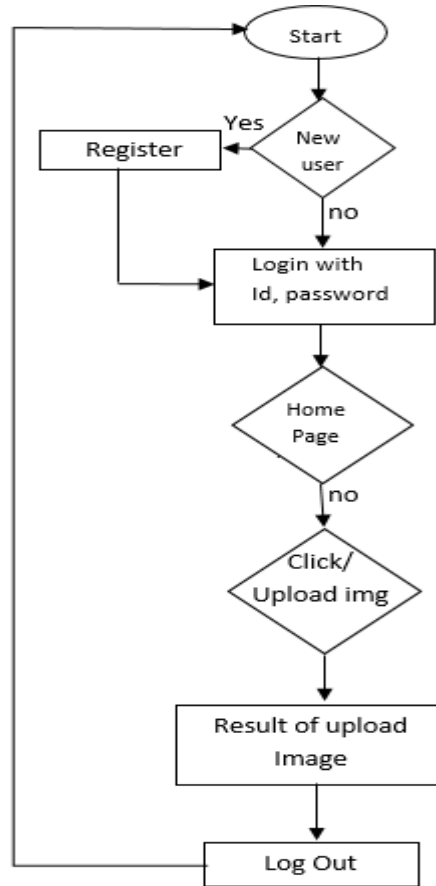 Start
Yes
New
user
Register
no
Login with
Id, password
Home
Page
no
Click/
Upload img
Result of upload
Image
Log Out